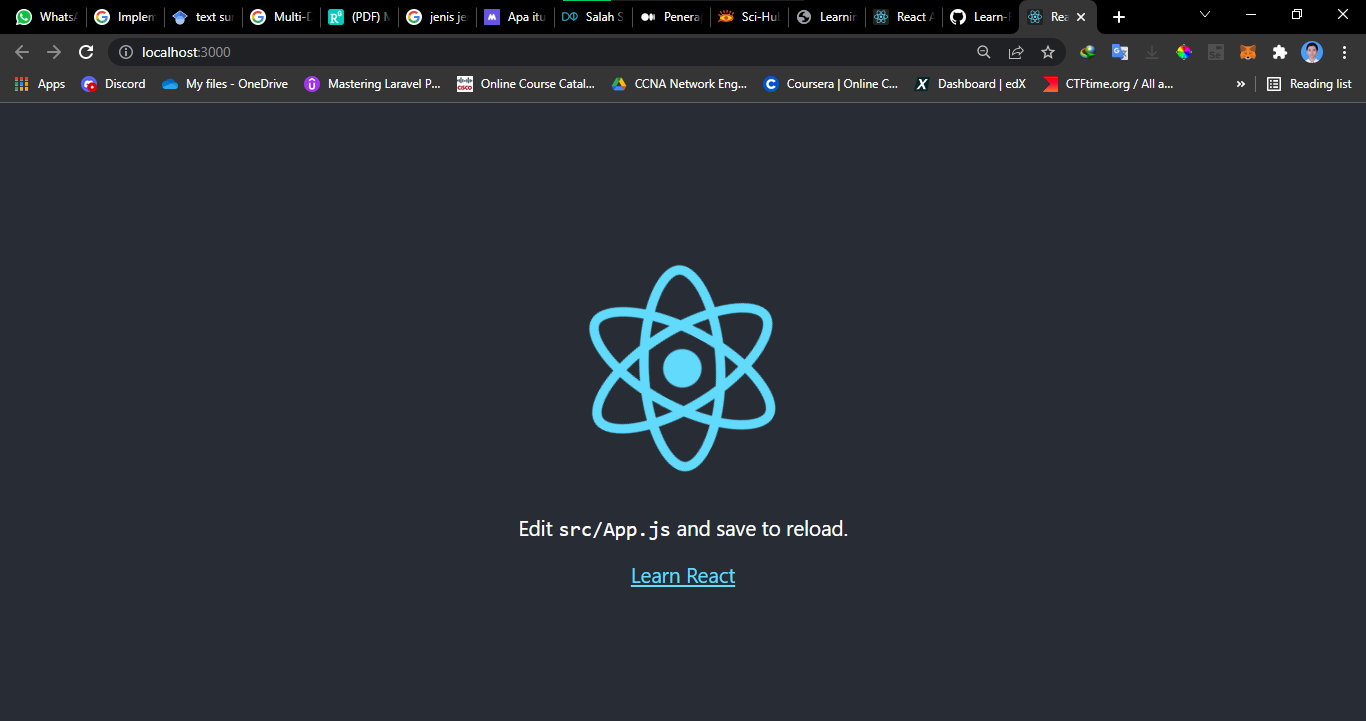 WhatsA
Implem
text sur
Multi-D
(PDF) M
jenis je
Apa itu
Salah S
Penera
Sci-Hul
Learnin
React A
Learn-
Rea
localhost:3000
Apps
Discord
My files - OneDrive
Mastering Laravel P...
Online Course Catal...
CCNA Network Eng...
Coursera | Online C...
Dashboard | edX
CTFtime.org / All a...
»
Reading list
Edit src/App.js and save to reload.
Learn React